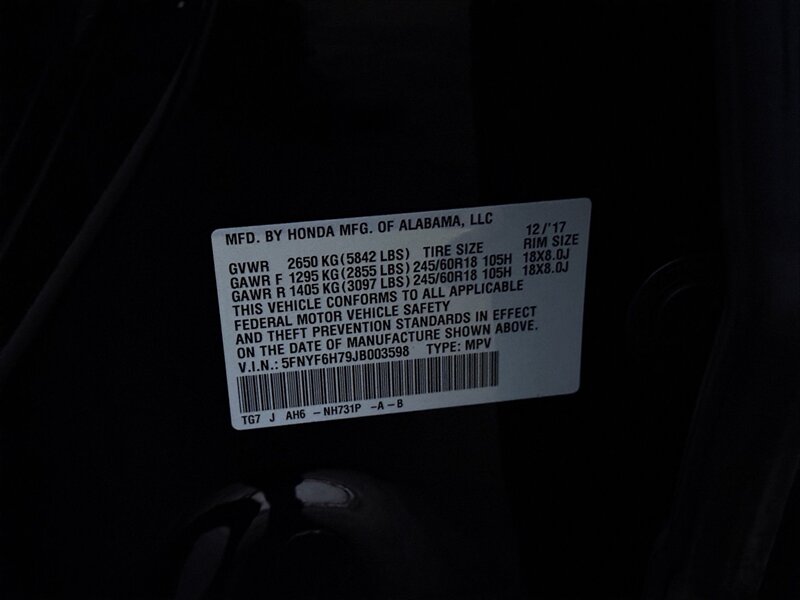 MFD. BY HONDA MFG. OF ALABAMA, LLC 12/'17
GVWR 2650 KG (5842 LBS) TIRE SIZE RIM SIZE
GAWR F 1295 KG (2855 LBS) 245/60R18 105H 18X8.0J
GAWR R 1405 KG (3097 LBS) 245/60R18 105H 18X8.0J
THIS VEHICLE CONFORMS TO ALL APPLICABLE
FEDERAL MOTOR VEHICLE SAFETY
AND THEFT PREVENTION STANDARDS IN EFFECT
ON THE DATE OF MANUFACTURE SHOWN ABOVE.
V.I.N.: 5FNYF6H79JB003598 TYPE: MPV
TG7 J AH6 -NH731P -A-B